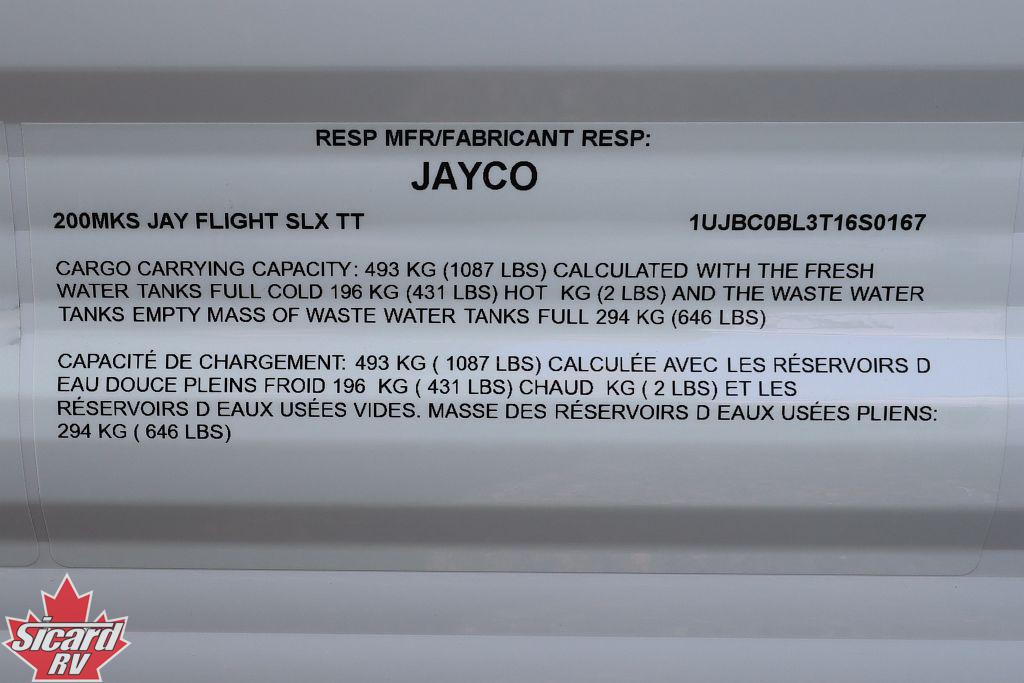 RESP MFR/FABRICANT RESP:
JAYCO
200MKS JAY FLIGHT SLX TT 1UJBC0BL3T16S0167
CARGO CARRYING CAPACITY: 493 KG (1087 LBS) CALCULATED WITH THE FRESH
WATER TANKS FULL COLD 196 KG (431 LBS) HOT KG (2 LBS) AND THE WASTE WATER
TANKS EMPTY MASS OF WASTE WATER TANKS FULL 294 KG (646 LBS)
CAPACITÉ DE CHARGEMENT: 493 KG ( 1087 LBS) CALCULÉE AVEC LES RÉSERVOIRS D
EAU DOUCE PLEINS FROID 196 KG ( 431 LBS) CHAUD KG ( 2 LBS) ET LES
RÉSERVOIRS D EAUX USÉES VIDES. MASSE DES RÉSERVOIRS D EAUX USÉES PLIENS:
294 KG ( 646 LBS)
Sicard
RV